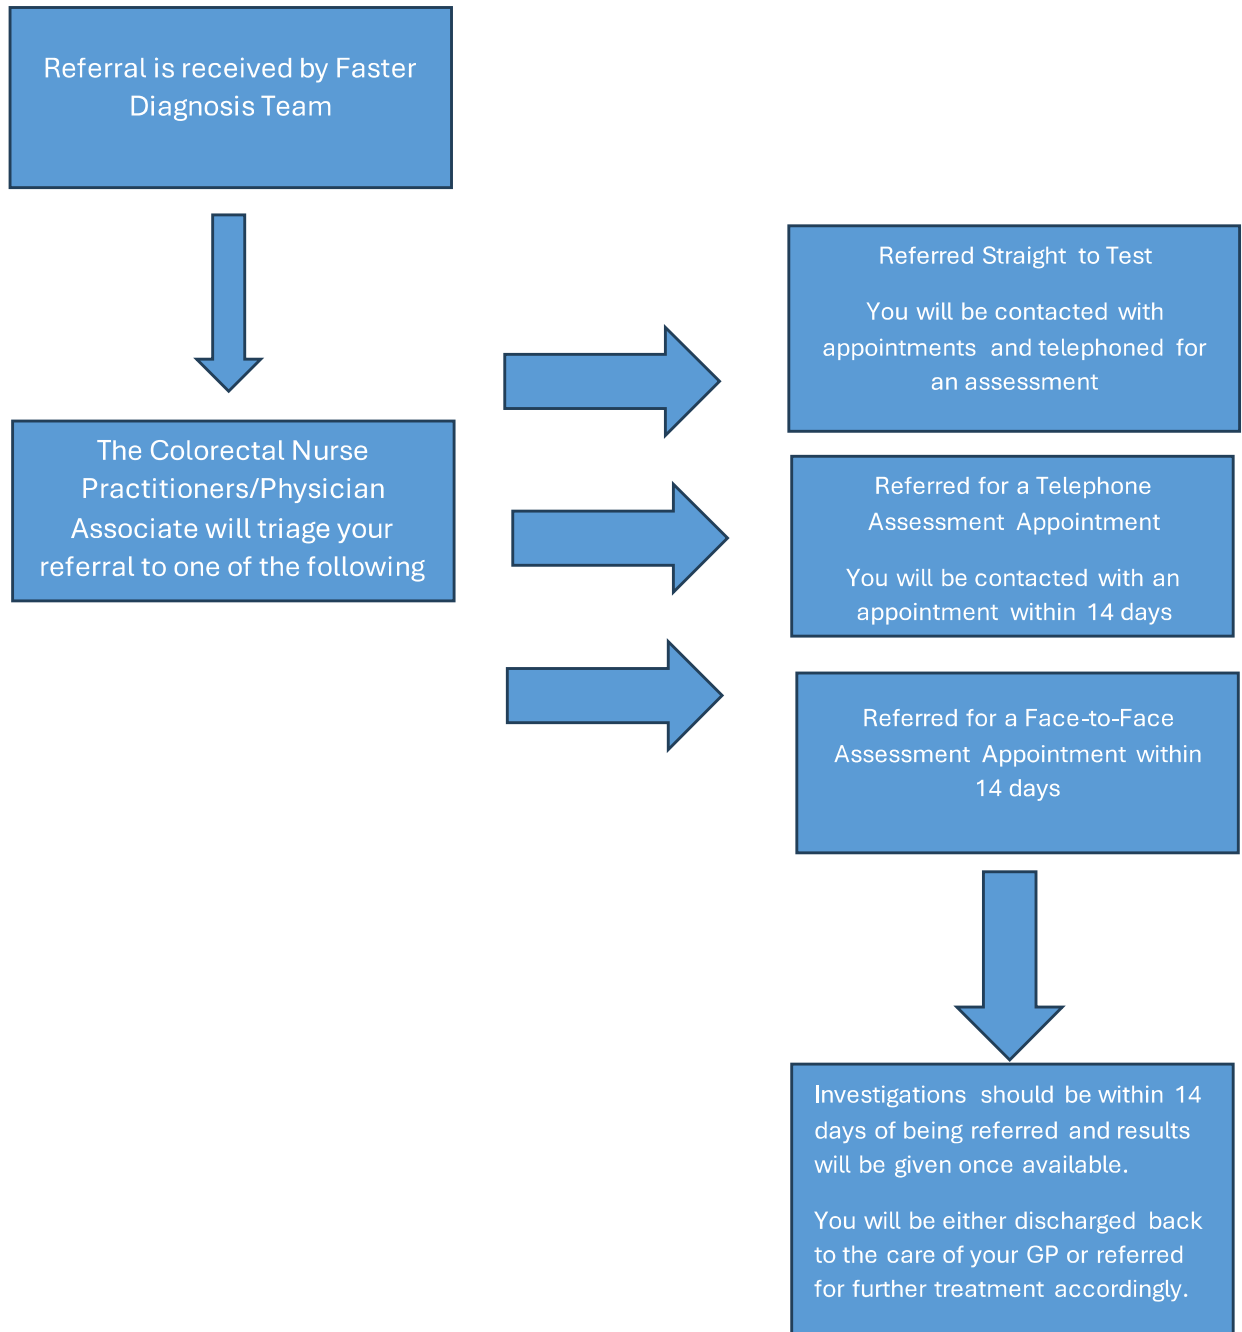 Referral is received by Faster
Diagnosis Team
The Colorectal Nurse
Practitioners/Physician
Associate will triage your
referral to one of the following
Referred Straight to Test
You will be contacted with
appointments and telephoned for
an assessment
Referred for a Telephone
Assessment Appointment
You will be contacted with an
appointment within 14 days
Referred for a Face-to-Face
Assessment Appointment within
14 days
Investigations should be within 14
days of being referred and results
will be given once available.
You will be either discharged back
to the care of your GP or referred
for further treatment accordingly.